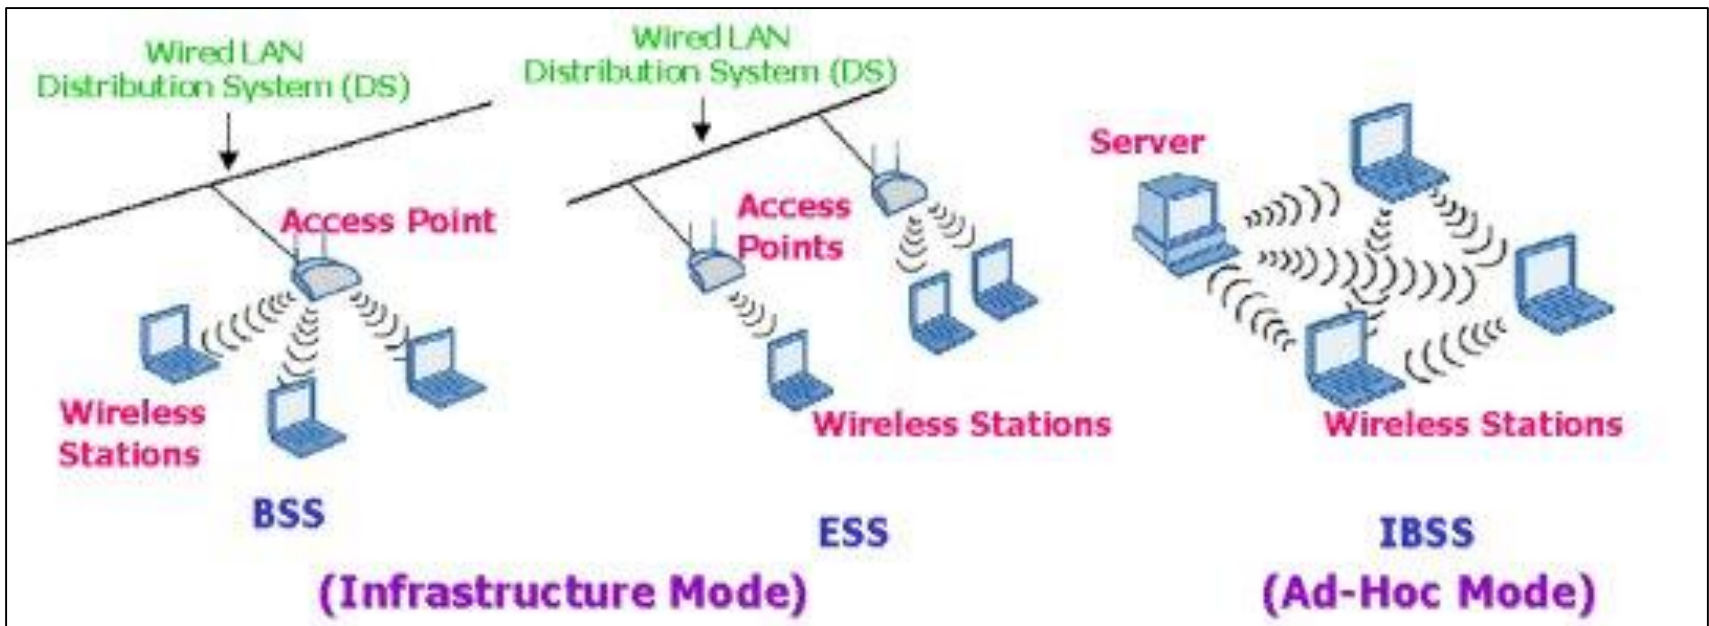 Wired LAN
Distribution System (DS)
Access Point
Wireless
Stations
BSS
Wired LAN
Distribution System (DS)
Access
Points
Wireless Stations
ESS
(Infrastructure Mode)
Server
Wireless Stations
IBSS
(Ad-Hoc Mode)